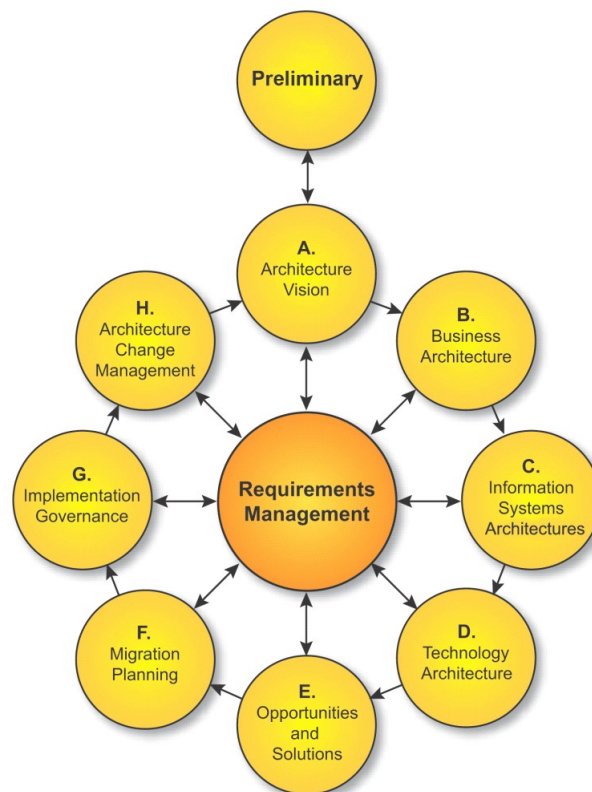 Preliminary
A.
Architecture
Vision
B.
Business
Architecture
C.
Information
Systems
Architectures
D.
Technology
Architecture
E.
Opportunities
and
Solutions
F.
Migration
Planning
G.
Implementation
Governance
H.
Architecture
Change
Management
Requirements
Management